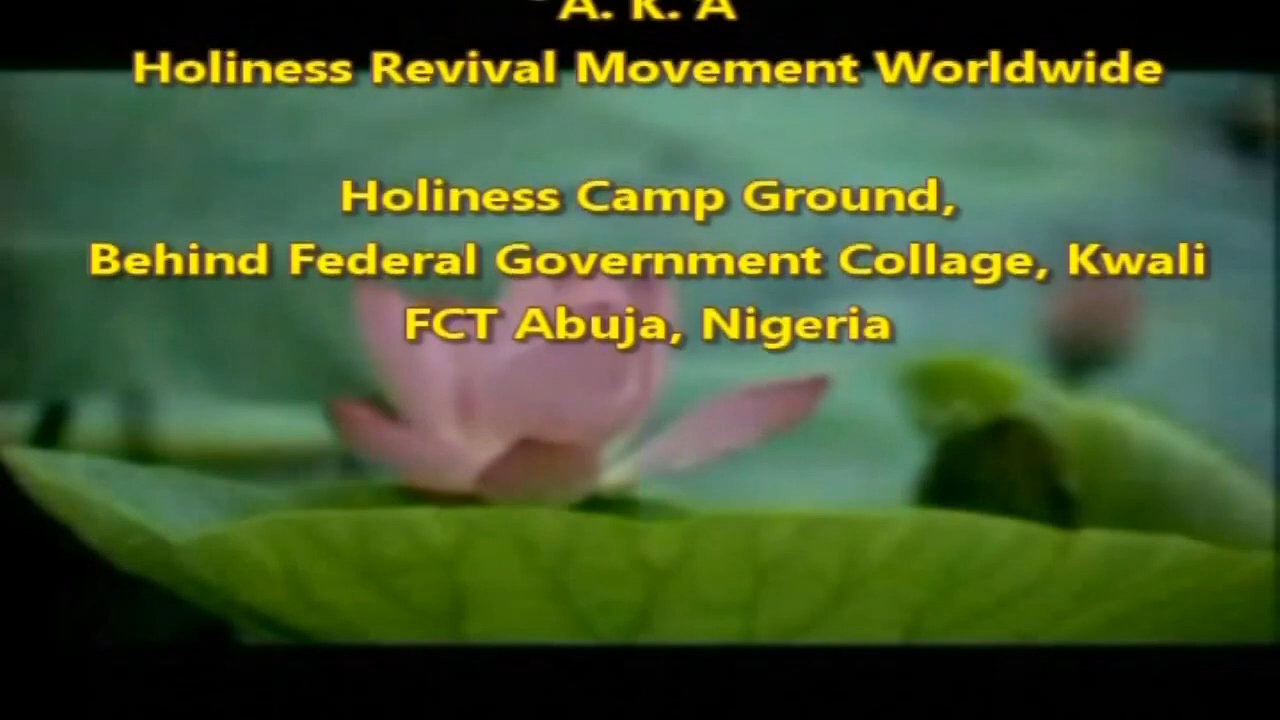 A. K. A
Holiness Revival Movement Worldwide
Holiness Camp Ground,
Behind Federal Government Collage, Kwali
FCT Abuja, Nigeria